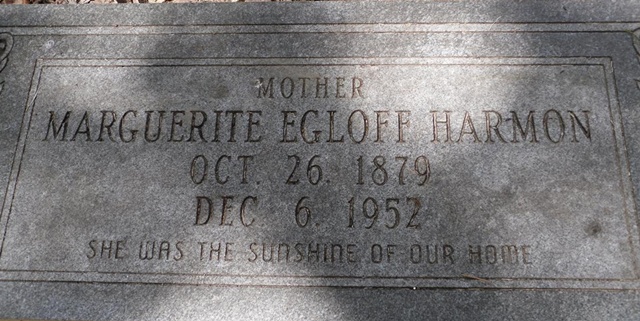 MOTHER
MARGUERITE EGLOFF HARMON
OCT. 26. 1879
DEC 6. 1952
SHE WAS THE SUNSHINE OF OUR HOME